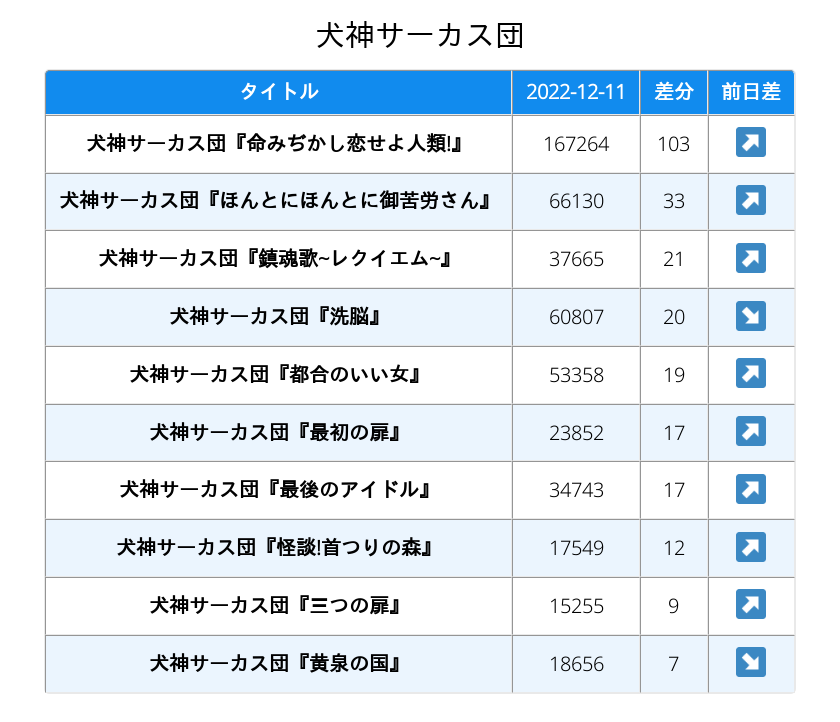 犬神サーカス団
タイトル 2022-12-11 差分 前日差
犬神サーカス団『命みぢかし恋せよ人類!』 167264 103 ↗
犬神サーカス団『ほんとにほんとに御苦労さん』 66130 33 ↗
犬神サーカス団『鎮魂歌~レクイエム~』 37665 21 ↗
犬神サーカス団『洗脳』 60807 20 ↘
犬神サーカス団『都合のいい女』 53358 19 ↗
犬神サーカス団『最初の扉』 23852 17 ↗
犬神サーカス団『最後のアイドル』 34743 17 ↗
犬神サーカス団『怪談!首つりの森』 17549 12 ↗
犬神サーカス団『三つの扉』 15255 9 ↗
犬神サーカス団『黄泉の国』 18656 7 ↘